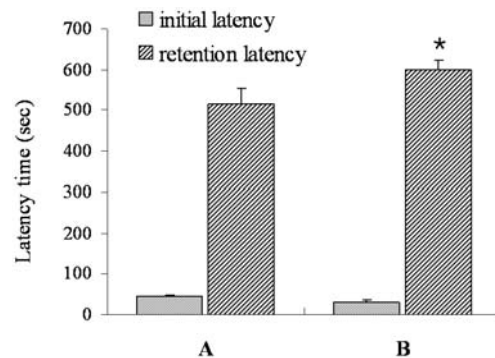 initial latency
retention latency
700
600
500
400
300
200
100
0
Latency time (sec)
*
A
B